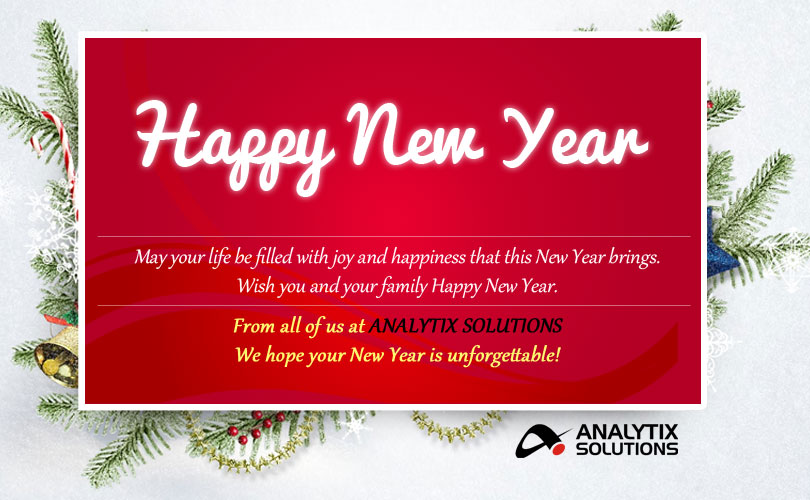 Happy New Year
May your life be filled with joy and happiness that this New Year brings.
Wish you and your family Happy New Year.
From all of us at ANALYTIX SOLUTIONS
We hope your New Year is unforgettable!
ANALYTIX
SOLUTIONS